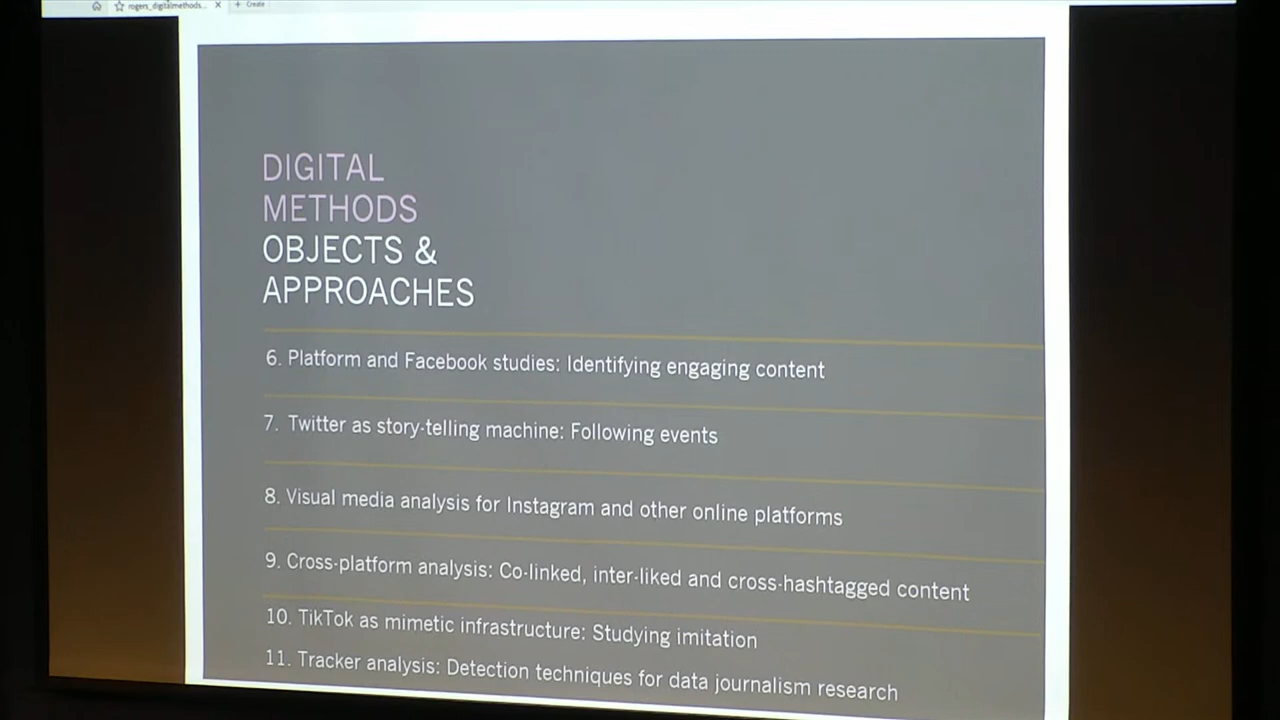 rogers_digitalmethods...
Create
DIGITAL
METHODS
OBJECTS &
APPROACHES
6. Platform and Facebook studies: Identifying engaging content
7. Twitter as story-telling machine: Following events
8. Visual media analysis for Instagram and other online platforms
9. Cross-platform analysis: Co-linked, inter-liked and cross-hashtagged content
10. TikTok as mimetic infrastructure: Studying imitation
11. Tracker analysis: Detection techniques for data journalism research